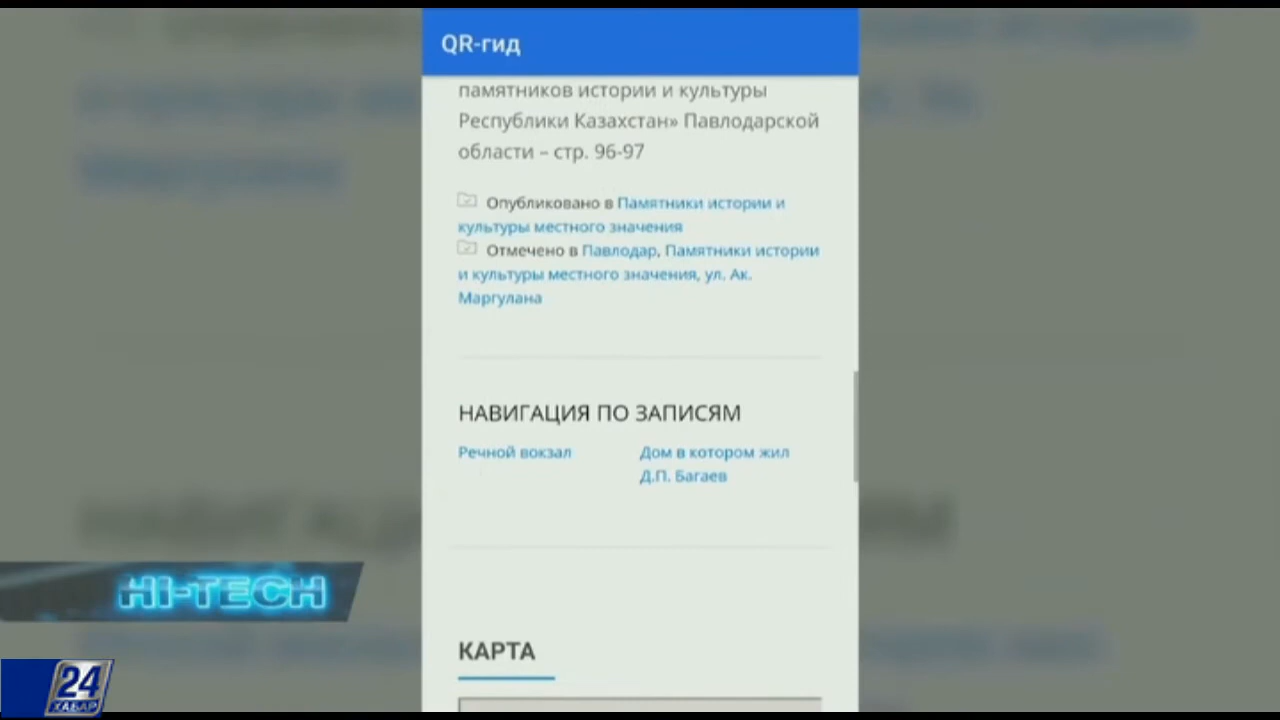 QR-гид
памятников истории и культуры
Республики Казахстан» Павлодарской
области – стр. 96-97
Опубликовано в Памятники истории и
культуры местного значения
Отмечено в Павлодар, Памятники истории
и культуры местного значения, ул. Ак.
Маргулана
НАВИГАЦИЯ ПО ЗАПИСЯМ
Речной вокзал
Дом в котором жил
Д.П. Багаев
HI-TECH
КАРТА
24
ХАБАР